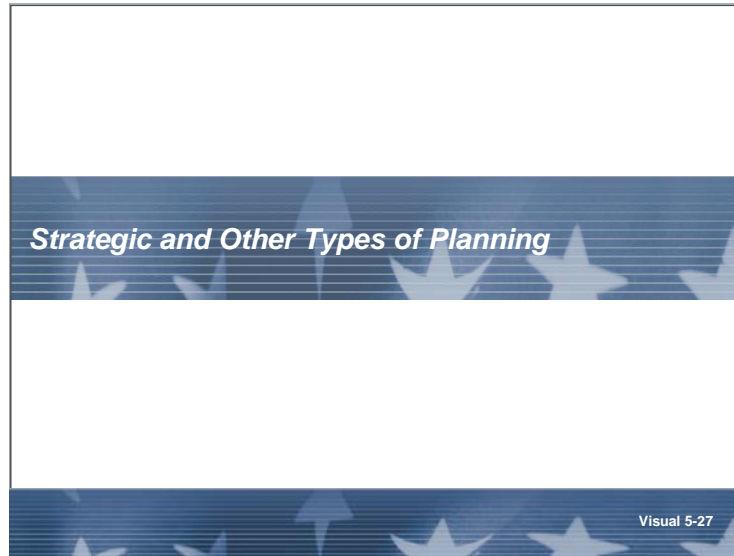 Strategic and Other Types of Planning
Visual 5-27